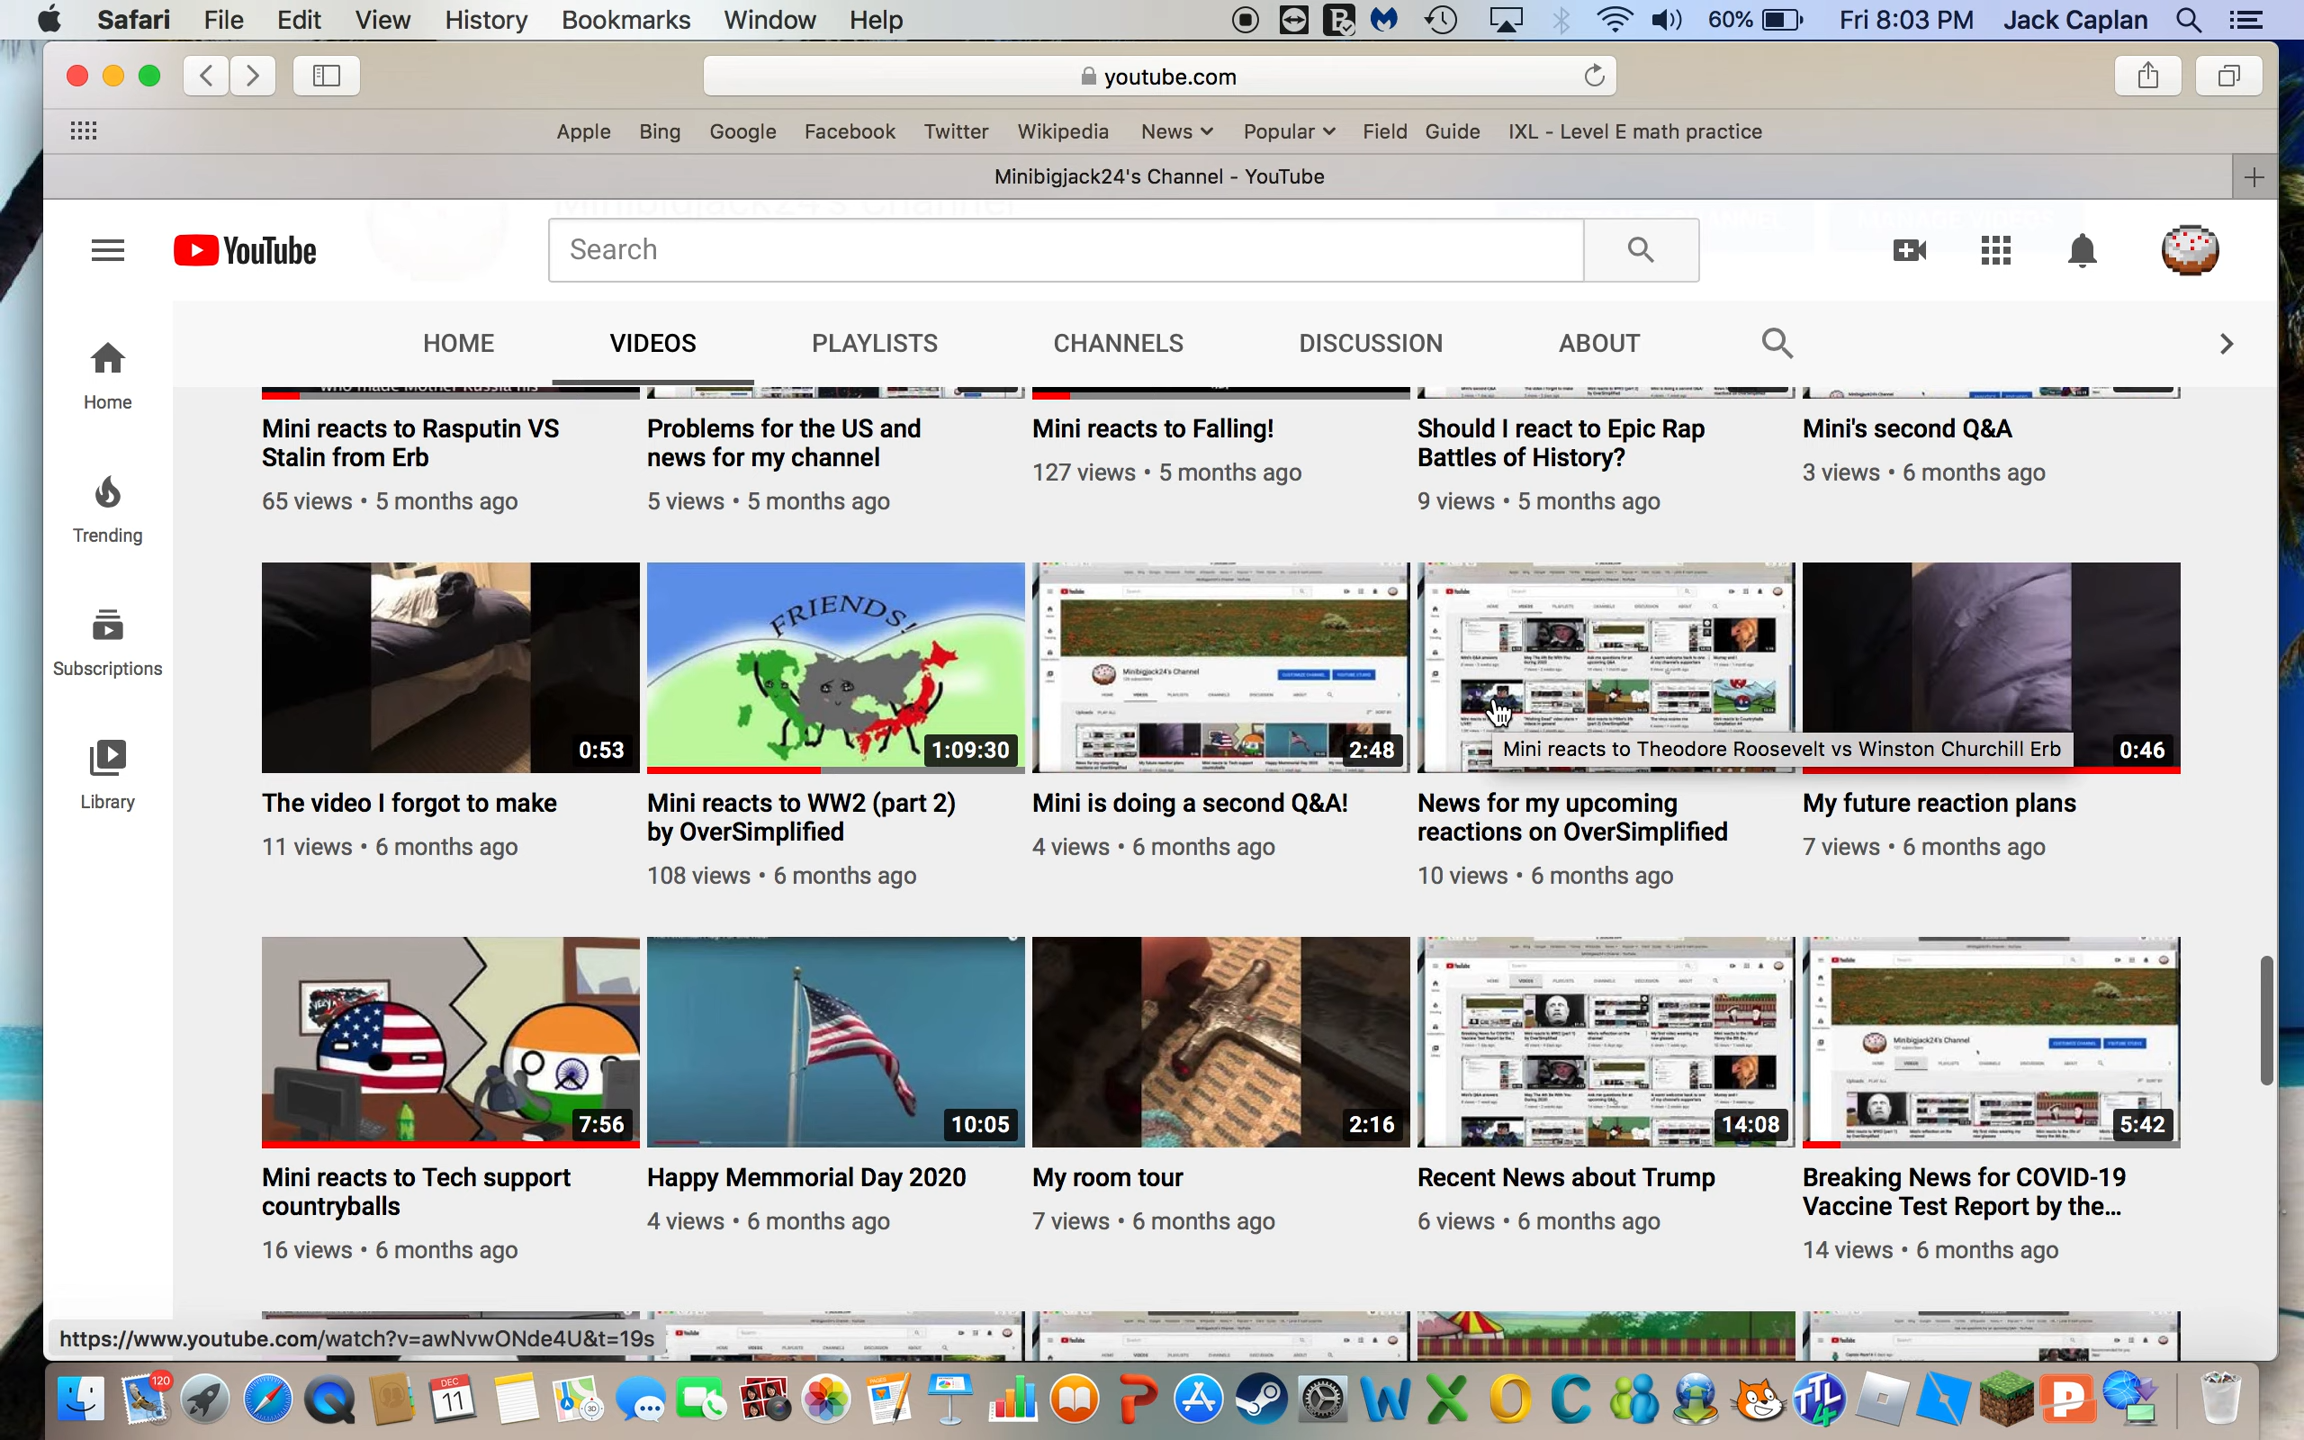 Safari File Edit View History Bookmarks Window Help 60% Fri 8:03 PM Jack Caplan
youtube.com
Apple Bing Google Facebook Twitter Wikipedia News Popular Field Guide IXL - Level E math practice
Minibigjack24's Channel - YouTube
YouTube Search
HOME VIDEOS PLAYLISTS CHANNELS DISCUSSION ABOUT
Home
Trending
Subscriptions
Library
Mini reacts to Rasputin VS
Stalin from Erb
65 views • 5 months ago
Problems for the US and
news for my channel
5 views • 5 months ago
Mini reacts to Falling!
127 views • 5 months ago
Should I react to Epic Rap
Battles of History?
9 views • 5 months ago
Mini's second Q&A
3 views • 6 months ago
0:53
The video I forgot to make
11 views • 6 months ago
FRIENDS!
1:09:30
Mini reacts to WW2 (part 2)
by OverSimplified
108 views • 6 months ago
Minibigjack24's Channel
2:48
Mini is doing a second Q&A!
4 views • 6 months ago
Mini reacts to Theodore Roosevelt vs Winston Churchill Erb
News for my upcoming
reactions on OverSimplified
10 views • 6 months ago
0:46
My future reaction plans
7 views • 6 months ago
7:56
Mini reacts to Tech support
countryballs
16 views • 6 months ago
10:05
Happy Memmorial Day 2020
4 views • 6 months ago
2:16
My room tour
7 views • 6 months ago
14:08
Recent News about Trump
6 views • 6 months ago
Minibigjack24's Channel
5:42
Breaking News for COVID-19
Vaccine Test Report by the...
14 views • 6 months ago
https://www.youtube.com/watch?v=awNvwONde4U&t=19s
120
DEC
11